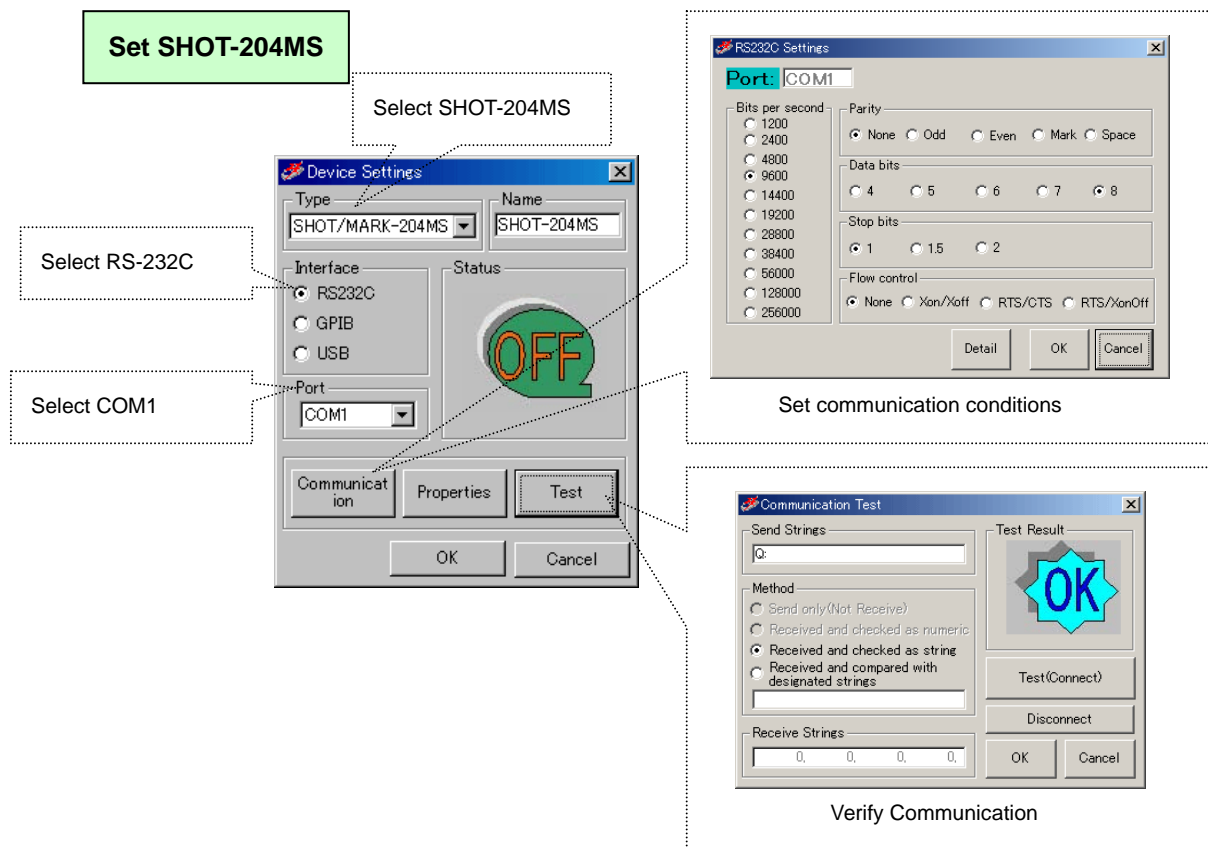 Set SHOT-204MS
Select SHOT-204MS
Select RS-232C
Select COM1
Device Settings
Type
SHOT/MARK-204MS
Name
SHOT-204MS
Interface
RS232C
GPIB
USB
Status
OFF
Port
COM1
Communicat
ion
Properties
Test
OK
Cancel
RS232C Settings
Port: COM1
Bits per second
1200
2400
4800
9600
14400
19200
28800
38400
56000
128000
256000
Parity
None Odd Even Mark Space
Data bits
4 5 6 7 8
Stop bits
1 1.5 2
Flow control
None Xon/Xoff RTS/CTS RTS/XonOff
Detail OK Cancel
Set communication conditions
Communication Test
Send Strings
Q:
Method
Send only(Not Receive)
Received and checked as numeric
Received and checked as string
Received and compared with
designated strings
Receive Strings
0, 0, 0, 0,
Test Result
OK
Test(Connect)
Disconnect
OK Cancel
Verify Communication